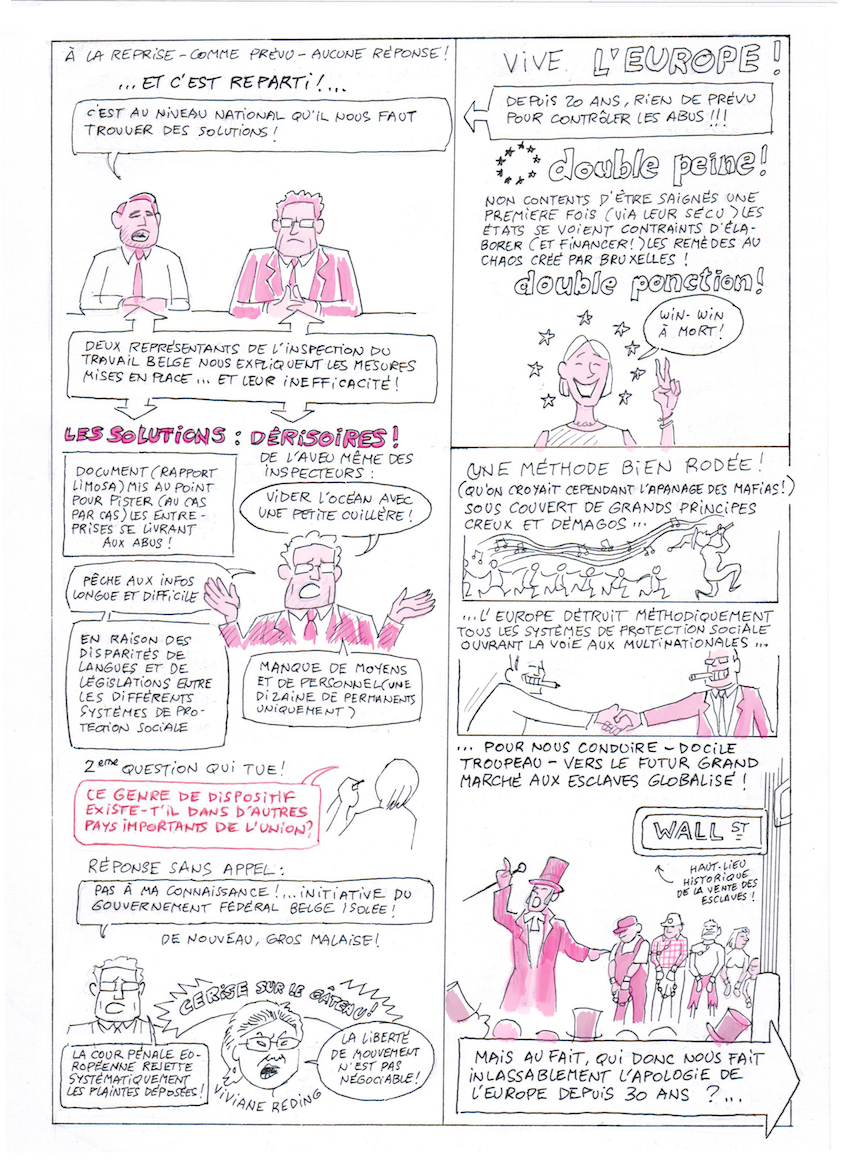 À LA REPRISE - COMME PRÉVU - AUCUNE RÉPONSE !
... ET C'EST REPARTI !...
C'EST AU NIVEAU NATIONAL QU'IL NOUS FAUT
TROUVER DES SOLUTIONS !
DEUX REPRÉSENTANTS DE L'INSPECTION DU
TRAVAIL BELGE NOUS EXPLIQUENT LES MESURES
MISES EN PLACE ... ET LEUR INEFFICACITÉ !
LES SOLUTIONS : DÉRISOIRES !
DE L'AVEU MÊME DES
INSPECTEURS :
DOCUMENT (RAPPORT
LIMOSA) MIS AU POINT
POUR PISTER (AU CAS
PAR CAS) LES ENTRE-
PRISES SE LIVRANT
AUX ABUS !
VIDER L'OCÉAN AVEC
UNE PETITE CUILLÈRE !
PÊCHE AUX INFOS
LONGUE ET DIFFICILE
EN RAISON DES
DISPARITÉS DE
LANGUES ET DE
LÉGISLATIONS ENTRE
LES DIFFÉRENTS
SYSTÈMES DE PRO-
TECTION SOCIALE
MANQUE DE MOYENS
ET DE PERSONNEL (UNE
DIZAINE DE PERMANENTS
UNIQUEMENT)
2ème QUESTION QUI TUE !
CE GENRE DE DISPOSITIF
EXISTE-T'IL DANS D'AUTRES
PAYS IMPORTANTS DE L'UNION ?
RÉPONSE SANS APPEL :
PAS À MA CONNAISSANCE !... INITIATIVE DU
GOUVERNEMENT FÉDÉRAL BELGE ISOLÉE !
DE NOUVEAU, GROS MALAISE !
CERISE SUR LE GÂTEAU !
LA COUR PÉNALE EU-
ROPÉENNE REJETTE
SYSTÉMATIQUEMENT
LES PLAINTES DÉPOSÉES !
VIVIANE REDING
LA LIBERTÉ
DE MOUVEMENT
N'EST PAS
NÉGOCIABLE !
VIVE L'EUROPE !
DEPUIS 20 ANS, RIEN DE PRÉVU
POUR CONTRÔLER LES ABUS !!!
double peine !
NON CONTENTS D'ÊTRE SAIGNÉS UNE
PREMIÈRE FOIS (VIA LEUR SÉCU) LES
ÉTATS SE VOIENT CONTRAINTS D'ÉLA-
BORER (ET FINANCER !) LES REMÈDES AU
CHAOS CRÉÉ PAR BRUXELLES !
double ponction !
WIN-WIN
À MORT !
UNE MÉTHODE BIEN RODÉE !
(QU'ON CROYAIT CEPENDANT L'APANAGE DES MAFIAS !)
SOUS COUVERT DE GRANDS PRINCIPES
CREUX ET DÉMAGOS ...
... L'EUROPE DÉTRUIT MÉTHODIQUEMENT
TOUS LES SYSTÈMES DE PROTECTION SOCIALE
OUVRANT LA VOIE AUX MULTINATIONALES ...
... POUR NOUS CONDUIRE - DOCILE
TROUPEAU - VERS LE FUTUR GRAND
MARCHÉ AUX ESCLAVES GLOBALISÉ !
WALL ST
HAUT-LIEU
HISTORIQUE
DE LA VENTE DES
ESCLAVES !
MAIS AU FAIT, QUI DONC NOUS FAIT
INLASSABLEMENT L'APOLOGIE DE
L'EUROPE DEPUIS 30 ANS ?...